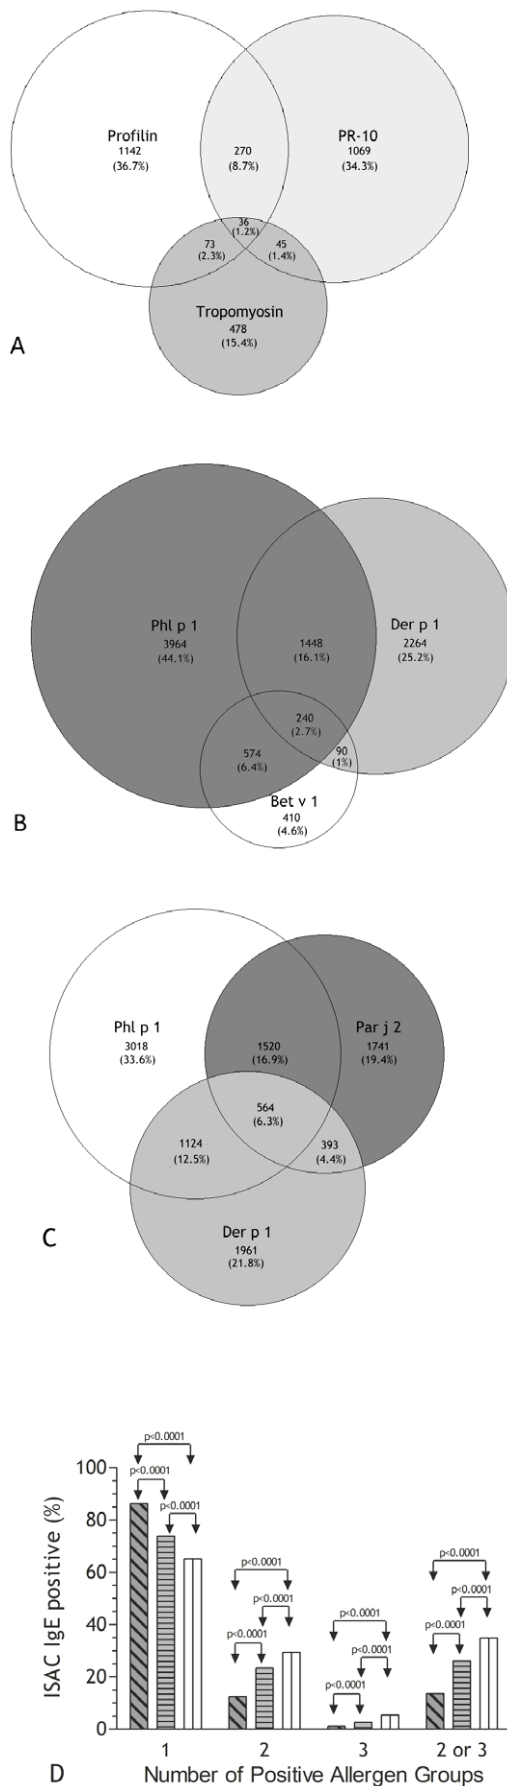 Profilin
1142
(36.7%)
270
(8.7%)
PR-10
1069
(34.3%)
36
(1.2%)
73
(2.3%)
45
(1.4%)
Tropomyosin
478
(15.4%)
A
Phl p 1
3964
(44.1%)
1448
(16.1%)
Der p 1
2264
(25.2%)
240
(2.7%)
574
(6.4%)
90
(1%)
Bet v 1
410
(4.6%)
B
Phl p 1
3018
(33.6%)
1520
(16.9%)
Par j 2
1741
(19.4%)
564
(6.3%)
1124
(12.5%)
393
(4.4%)
Der p 1
1961
(21.8%)
C
p<0.0001
p<0.0001
p<0.0001
p<0.0001
p<0.0001
p<0.0001
p<0.0001
p<0.0001
p<0.0001
p<0.0001
p<0.0001
p<0.0001
ISAC IgE positive (%)
100
80
60
40
20
0
1 2 3 2 or 3
Number of Positive Allergen Groups
D